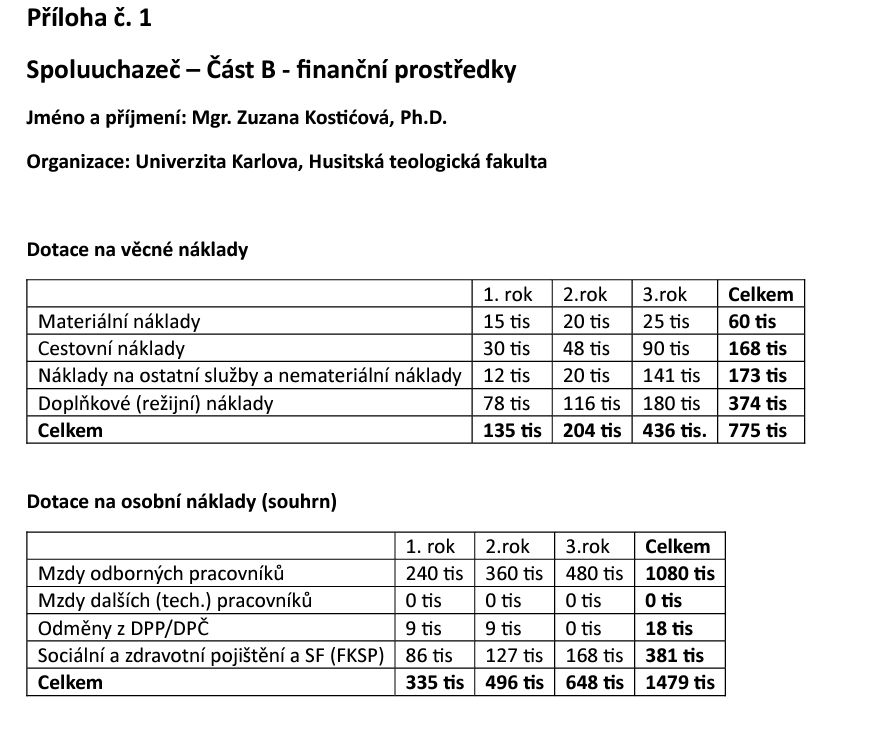 Příloha č. 1
Spoluuchazeč – Část B - finanční prostředky
Jméno a příjmení: Mgr. Zuzana Kostićová, Ph.D.
Organizace: Univerzita Karlova, Husitská teologická fakulta
Dotace na věcné náklady
1. rok 2.rok 3.rok Celkem
Materiální náklady 15 tis 20 tis 25 tis 60 tis
Cestovní náklady 30 tis 48 tis 90 tis 168 tis
Náklady na ostatní služby a nemateriální náklady 12 tis 20 tis 141 tis 173 tis
Doplňkové (režijní) náklady 78 tis 116 tis 180 tis 374 tis
Celkem 135 tis 204 tis 436 tis. 775 tis
Dotace na osobní náklady (souhrn)
1. rok 2.rok 3.rok Celkem
Mzdy odborných pracovníků 240 tis 360 tis 480 tis 1080 tis
Mzdy dalších (tech.) pracovníků 0 tis 0 tis 0 tis 0 tis
Odměny z DPP/DPČ 9 tis 9 tis 0 tis 18 tis
Sociální a zdravotní pojištění a SF (FKSP) 86 tis 127 tis 168 tis 381 tis
Celkem 335 tis 496 tis 648 tis 1479 tis